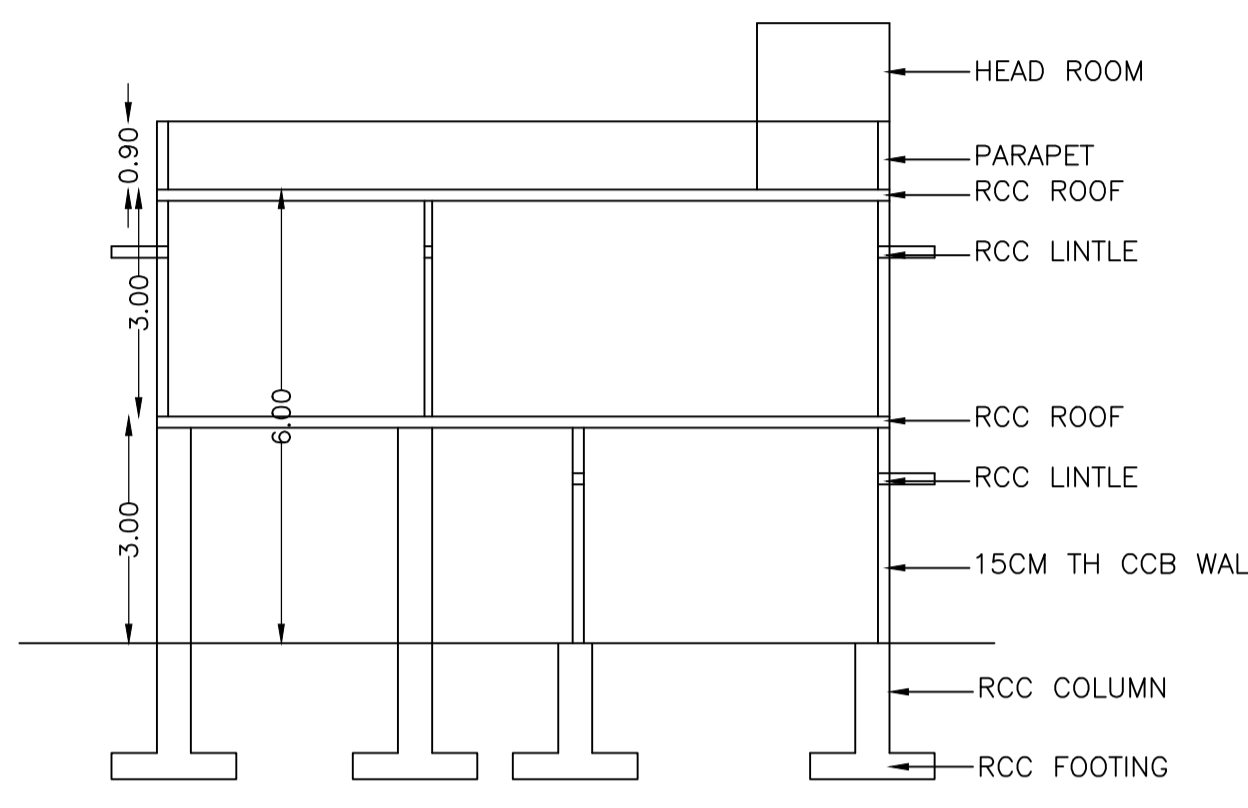 HEAD ROOM
0.90
PARAPET
RCC ROOF
RCC LINTLE
3.00
6.00
RCC ROOF
RCC LINTLE
3.00
15CM TH CCB WAL
RCC COLUMN
RCC FOOTING